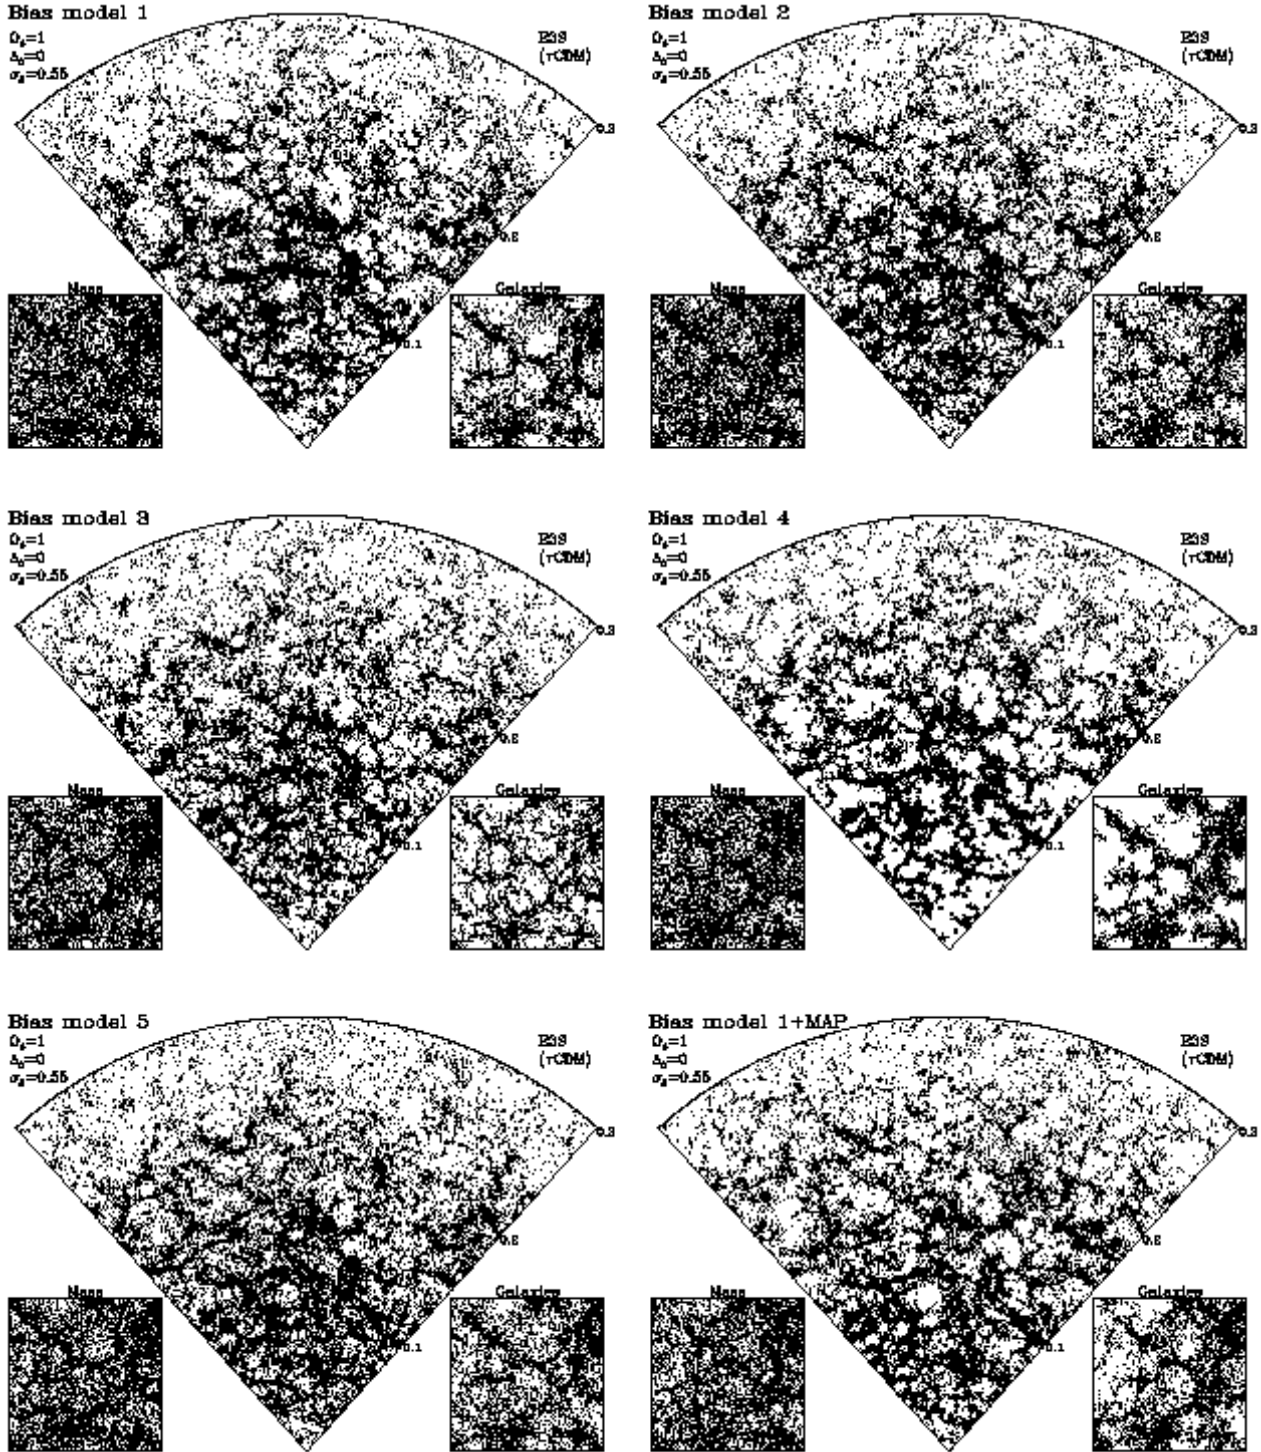 Bias model 1
Ω₀=1
Λ₀=0
σ₈=0.55
E3S
(τCDM)
0.3
0.2
0.1
Mass
Galaxies
Bias model 2
Ω₀=1
Λ₀=0
σ₈=0.55
E3S
(τCDM)
0.3
0.2
0.1
Mass
Galaxies
Bias model 3
Ω₀=1
Λ₀=0
σ₈=0.55
E3S
(τCDM)
0.3
0.2
0.1
Mass
Galaxies
Bias model 4
Ω₀=1
Λ₀=0
σ₈=0.55
E3S
(τCDM)
0.3
0.2
0.1
Mass
Galaxies
Bias model 5
Ω₀=1
Λ₀=0
σ₈=0.55
E3S
(τCDM)
0.3
0.2
0.1
Mass
Galaxies
Bias model 1+MAP
Ω₀=1
Λ₀=0
σ₈=0.55
E3S
(τCDM)
0.3
0.2
0.1
Mass
Galaxies